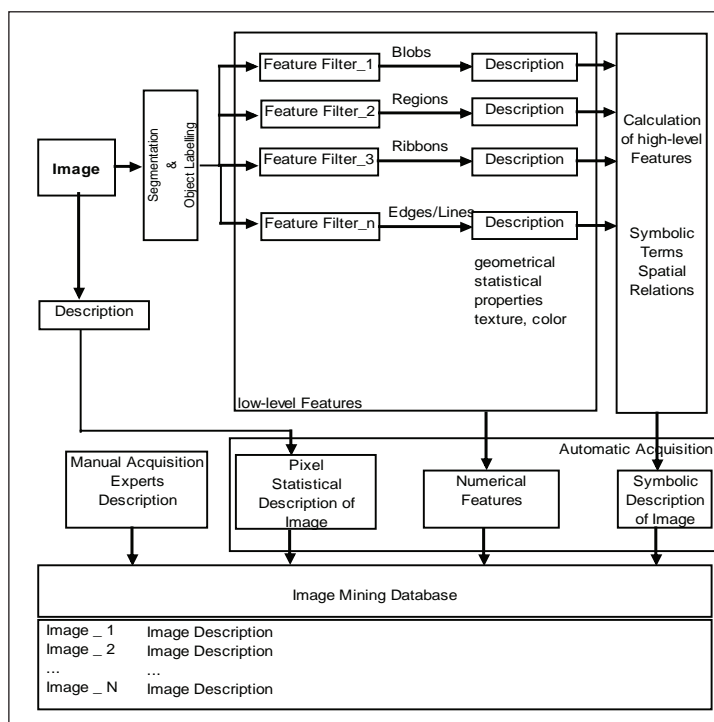 Blobs
Feature Filter_1
Description
Regions
Feature Filter_2
Description
Ribbons
Feature Filter_3
Description
Edges/Lines
Feature Filter_n
Description
Image
Segmentation
&
Object Labelling
geometrical
statistical
properties
texture, color
low-level Features
Calculation
of high-level
Features
Symbolic
Terms
Spatial
Relations
Description
Automatic Acquisition
Manual Acquisition
Experts
Description
Pixel
Statistical
Description of
Image
Numerical
Features
Symbolic
Description
of Image
Image Mining Database
Image _ 1 Image Description
Image _ 2 Image Description
... ...
Image _ N Image Description